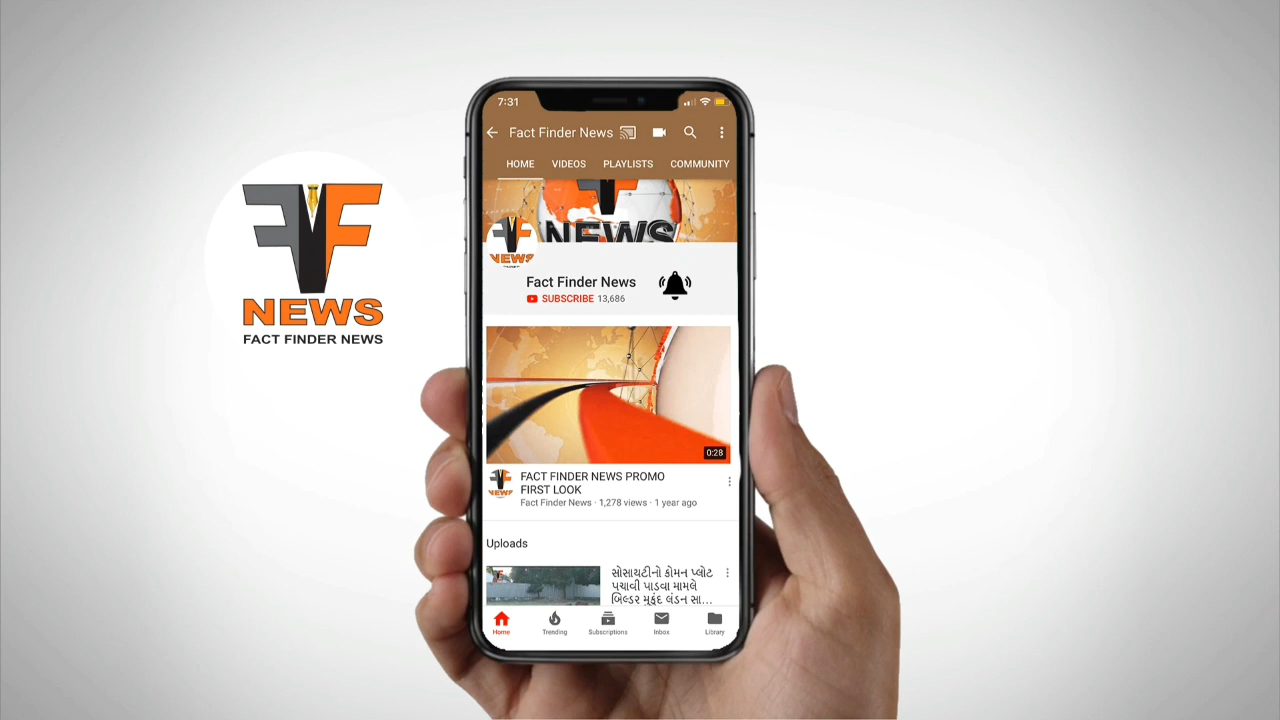 7:31
Fact Finder News
HOME VIDEOS PLAYLISTS COMMUNITY
NEWS
NEWS
Fact Finder News
SUBSCRIBE 13,686
NEWS
FACT FINDER NEWS
0:28
FACT FINDER NEWS PROMO
FIRST LOOK
NEWS
Fact Finder News · 1,278 views · 1 year ago
Uploads
સોસાયટીનો કોમન પ્લોટ
પચાવી પાડવા મામલે
બિલ્ડર મુકુંદ લંડન સા...
Home Trending Subscriptions Inbox Library